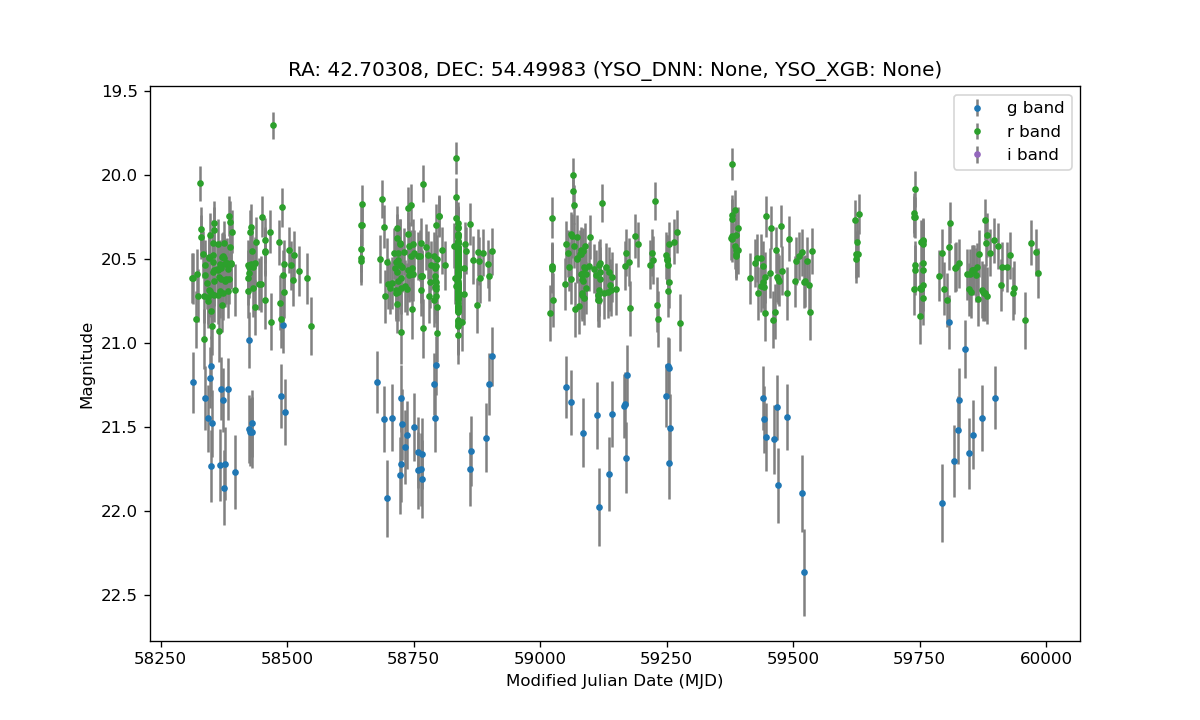 RA: 42.70308, DEC: 54.49983 (YSO_DNN: None, YSO_XGB: None)
g band
r band
i band
19.5
20.0
20.5
21.0
21.5
22.0
22.5
Magnitude
58250 58500 58750 59000 59250 59500 59750 60000
Modified Julian Date (MJD)